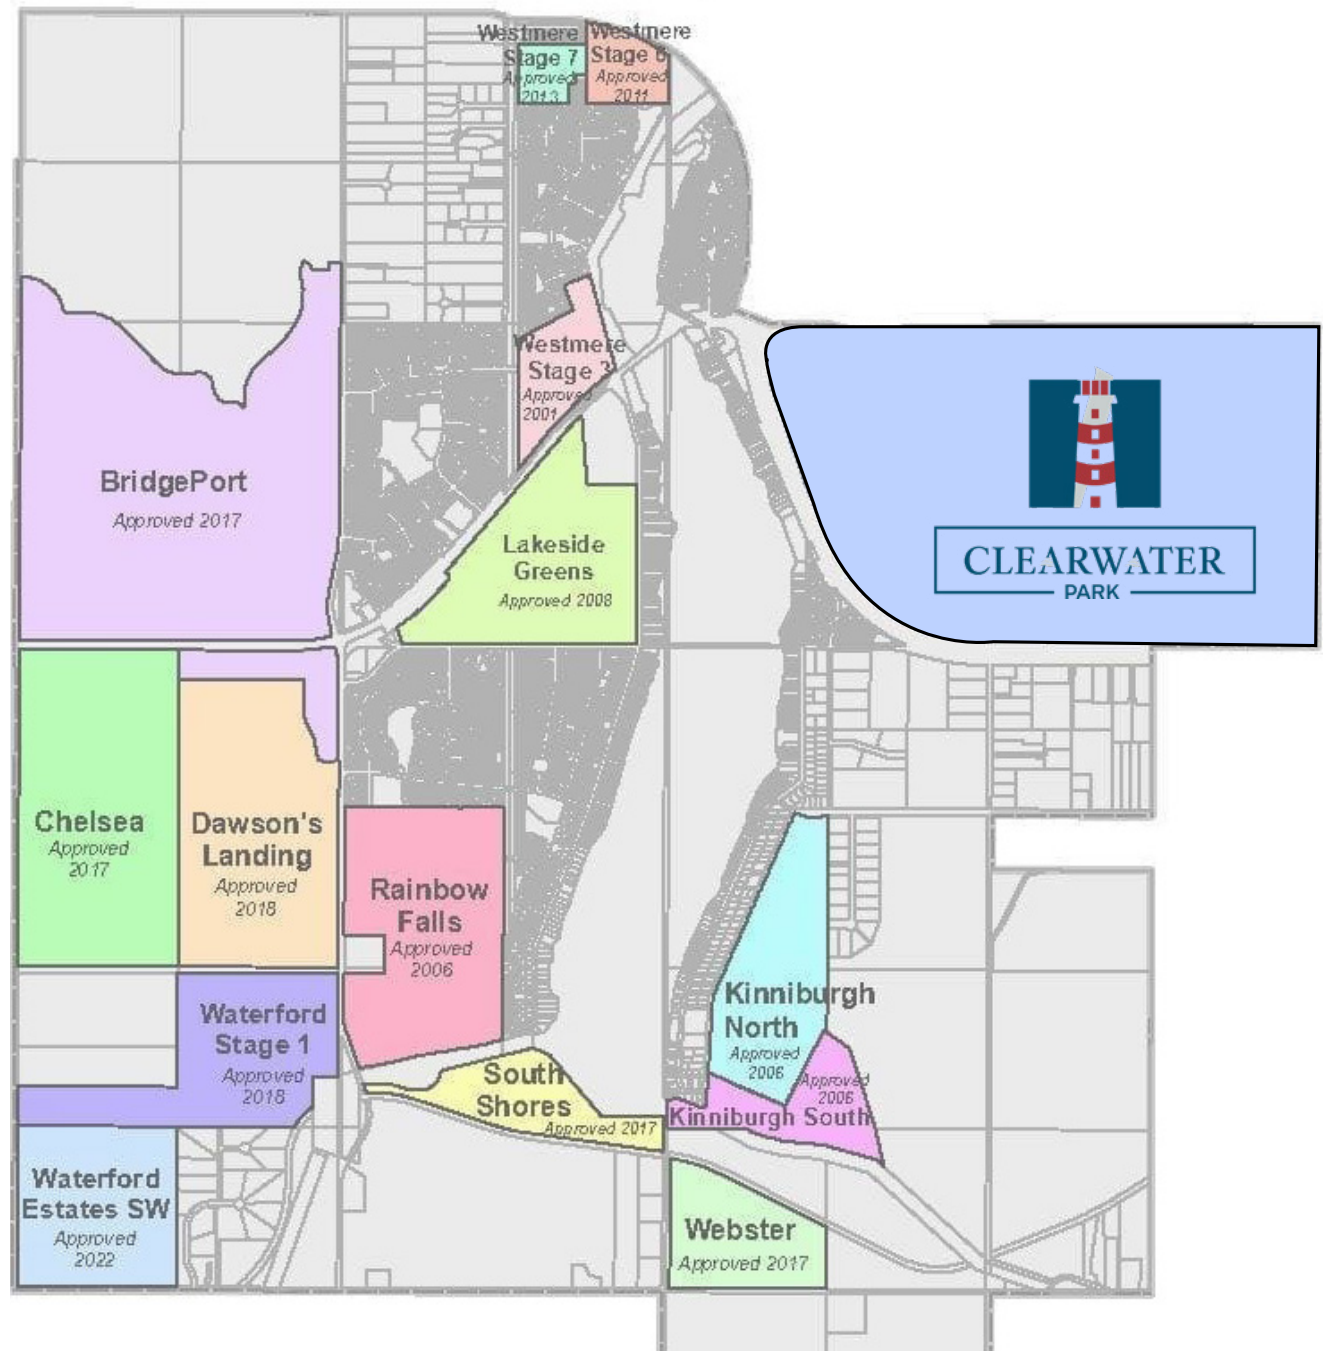 Westmere
Stage 7
Approved
2013
Westmere
Stage 6
Approved
2011
Westmere
Stage 3
Approved
2001
BridgePort
Approved 2017
Lakeside
Greens
Approved 2008
CLEARWATER
PARK
Chelsea
Approved
2017
Dawson's
Landing
Approved
2018
Rainbow
Falls
Approved
2006
Kinniburgh
North
Approved
2006
Approved
2006
Kinniburgh South
Waterford
Stage 1
Approved
2018
South
Shores
Approved 2017
Waterford
Estates SW
Approved
2022
Webster
Approved 2017